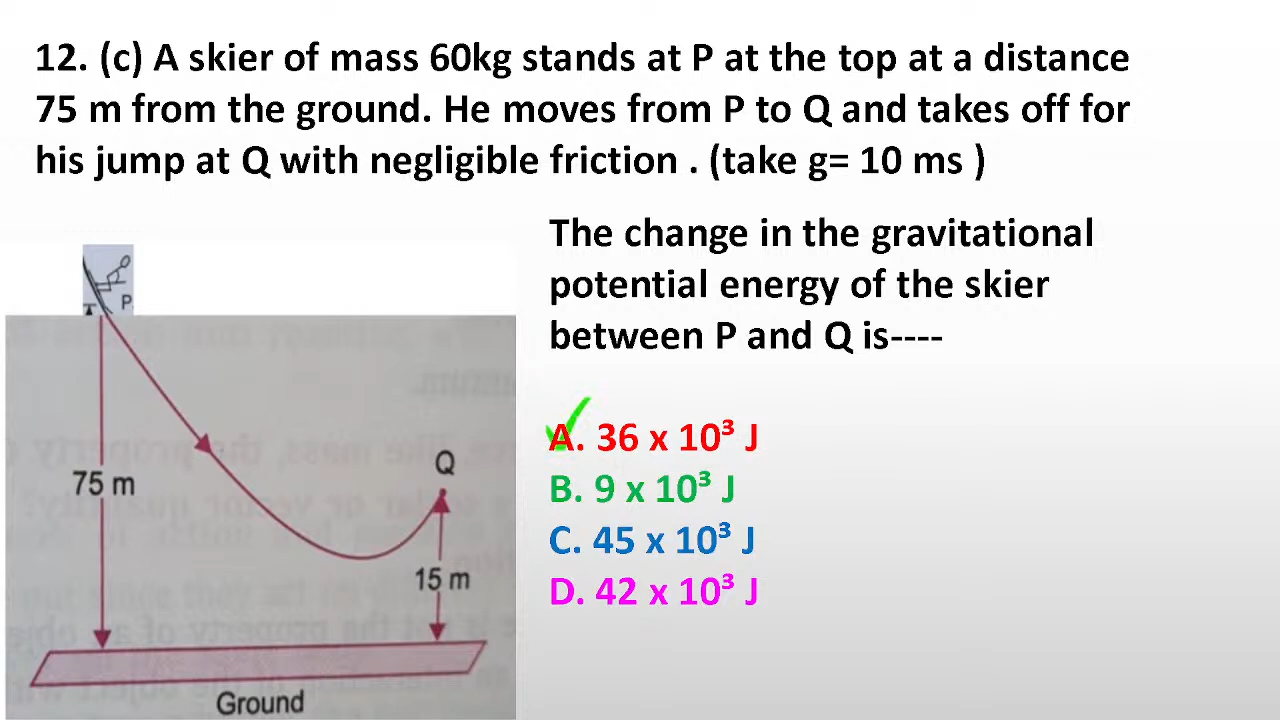 12. (c) A skier of mass 60kg stands at P at the top at a distance
75 m from the ground. He moves from P to Q and takes off for
his jump at Q with negligible friction . (take g= 10 ms )
The change in the gravitational
potential energy of the skier
between P and Q is----
A. 36 x 10³ J
B. 9 x 10³ J
C. 45 x 10³ J
D. 42 x 10³ J
P
Q
75 m
15 m
Ground